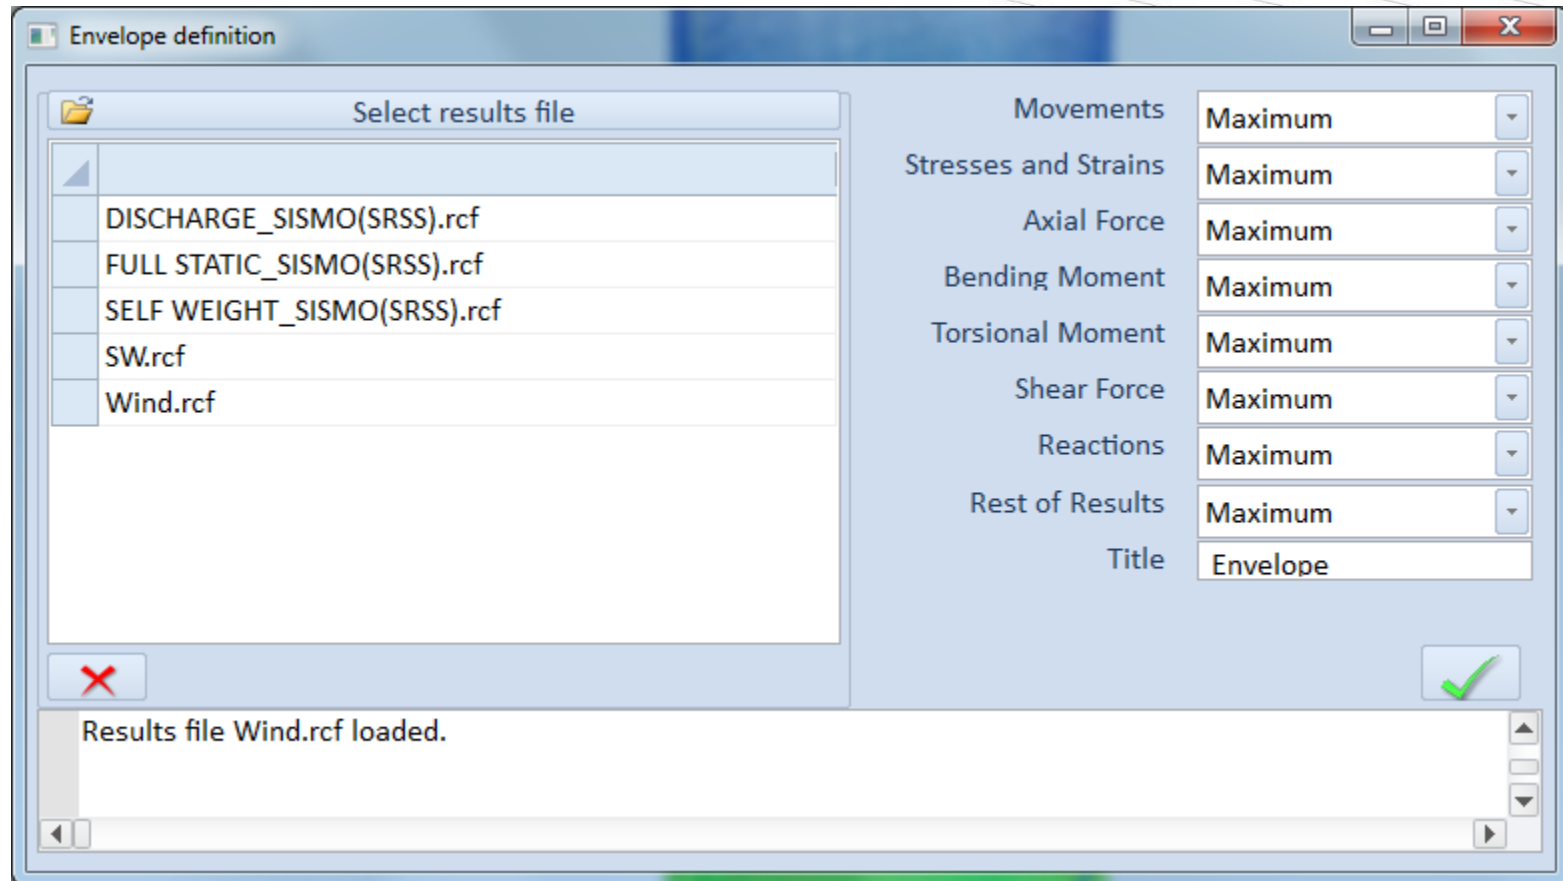 Envelope definition
Select results file
DISCHARGE_SISMO(SRSS).rcf
FULL STATIC_SISMO(SRSS).rcf
SELF WEIGHT_SISMO(SRSS).rcf
SW.rcf
Wind.rcf
Movements Maximum
Stresses and Strains Maximum
Axial Force Maximum
Bending Moment Maximum
Torsional Moment Maximum
Shear Force Maximum
Reactions Maximum
Rest of Results Maximum
Title Envelope
Results file Wind.rcf loaded.